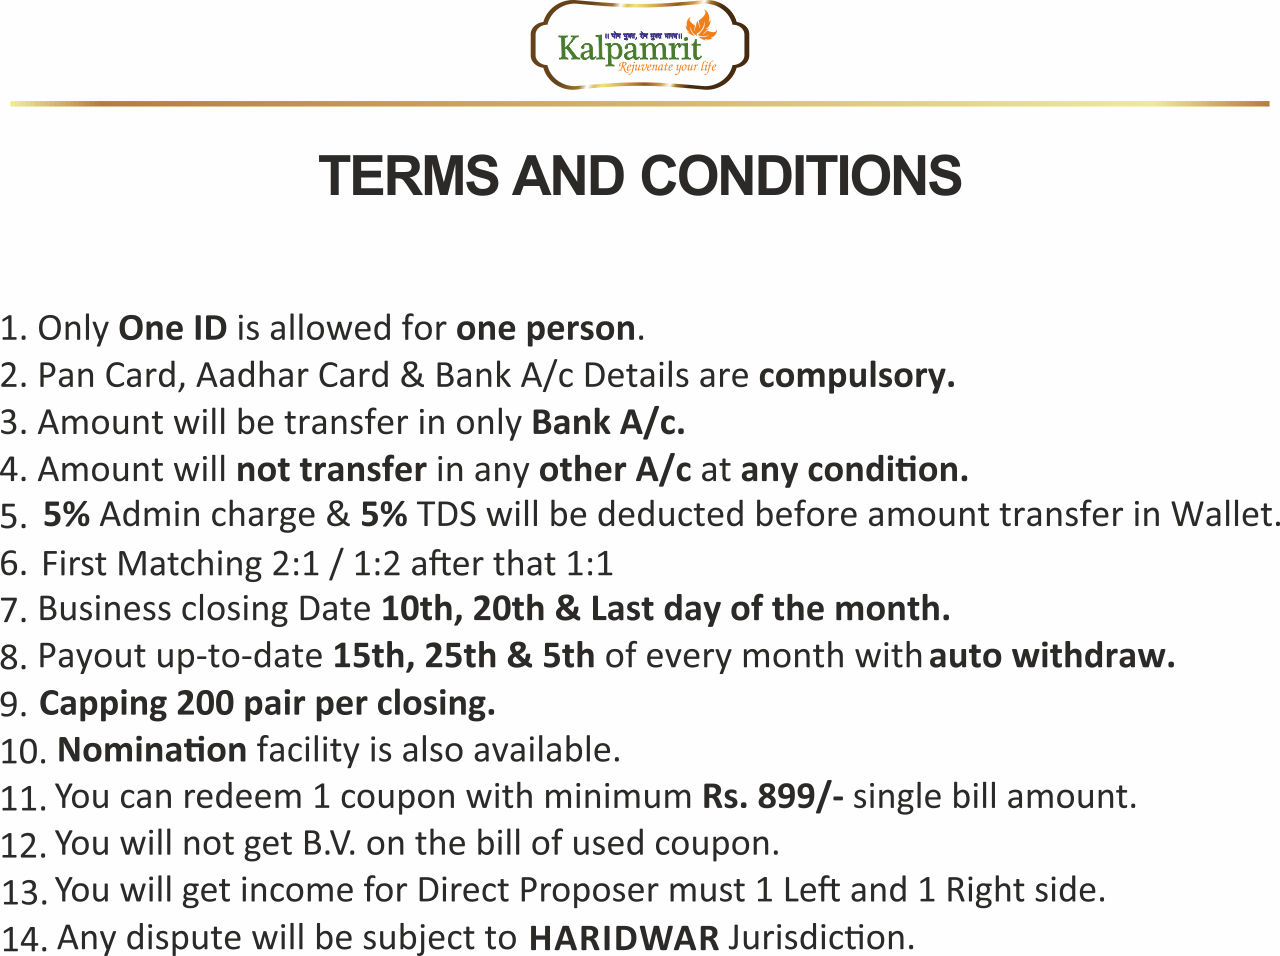 ॥ योग युक्त, रोग मुक्त मानव॥
Kalpamrit
Rejuvenate your life
TERMS AND CONDITIONS
1. Only One ID is allowed for one person.
2. Pan Card, Aadhar Card & Bank A/c Details are compulsory.
3. Amount will be transfer in only Bank A/c.
4. Amount will not transfer in any other A/c at any condition.
5. 5% Admin charge & 5% TDS will be deducted before amount transfer in Wallet.
6. First Matching 2:1 / 1:2 after that 1:1
7. Business closing Date 10th, 20th & Last day of the month.
8. Payout up-to-date 15th, 25th & 5th of every month with auto withdraw.
9. Capping 200 pair per closing.
10. Nomination facility is also available.
11. You can redeem 1 coupon with minimum Rs. 899/- single bill amount.
12. You will not get B.V. on the bill of used coupon.
13. You will get income for Direct Proposer must 1 Left and 1 Right side.
14. Any dispute will be subject to HARIDWAR Jurisdiction.